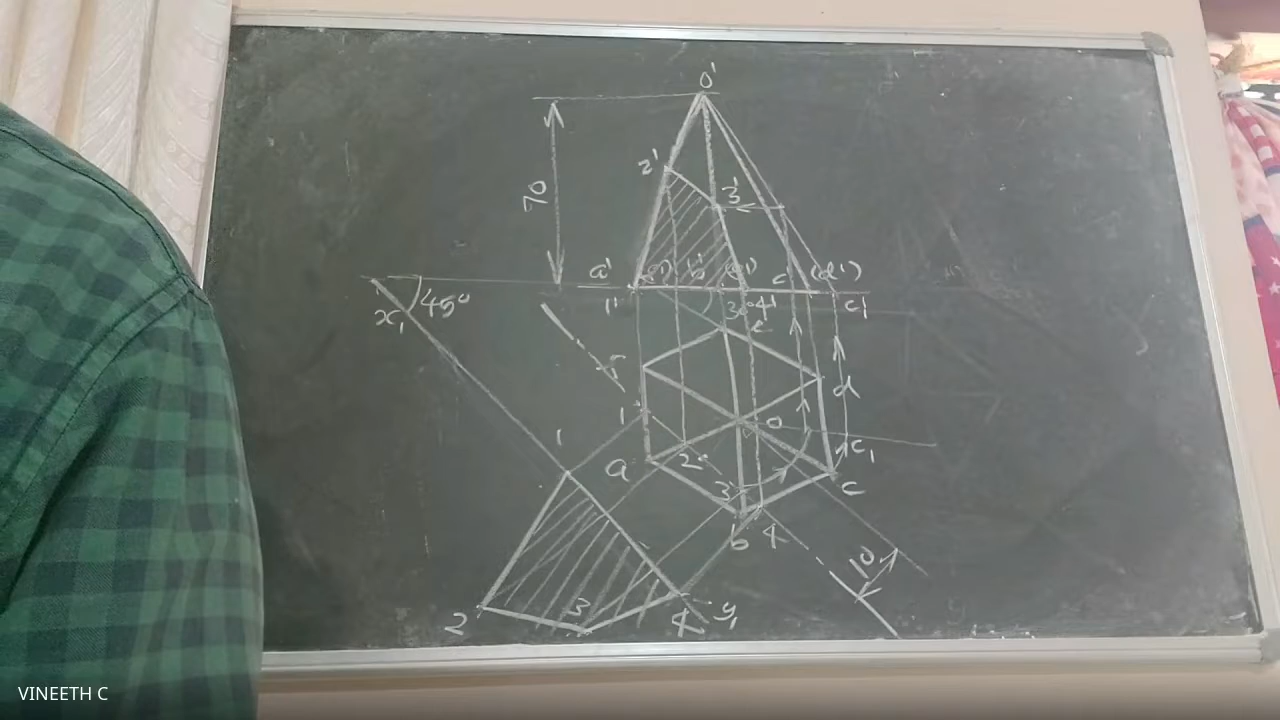 o'
2'
70
3'
a'
b'
c'
(d')
1'
3°
4'
c₁'
45°
x₁
e
f
d
1
1
o
a
2°
c₁
3
c
b
4
10
2
3
4
y₁
VINEETH C